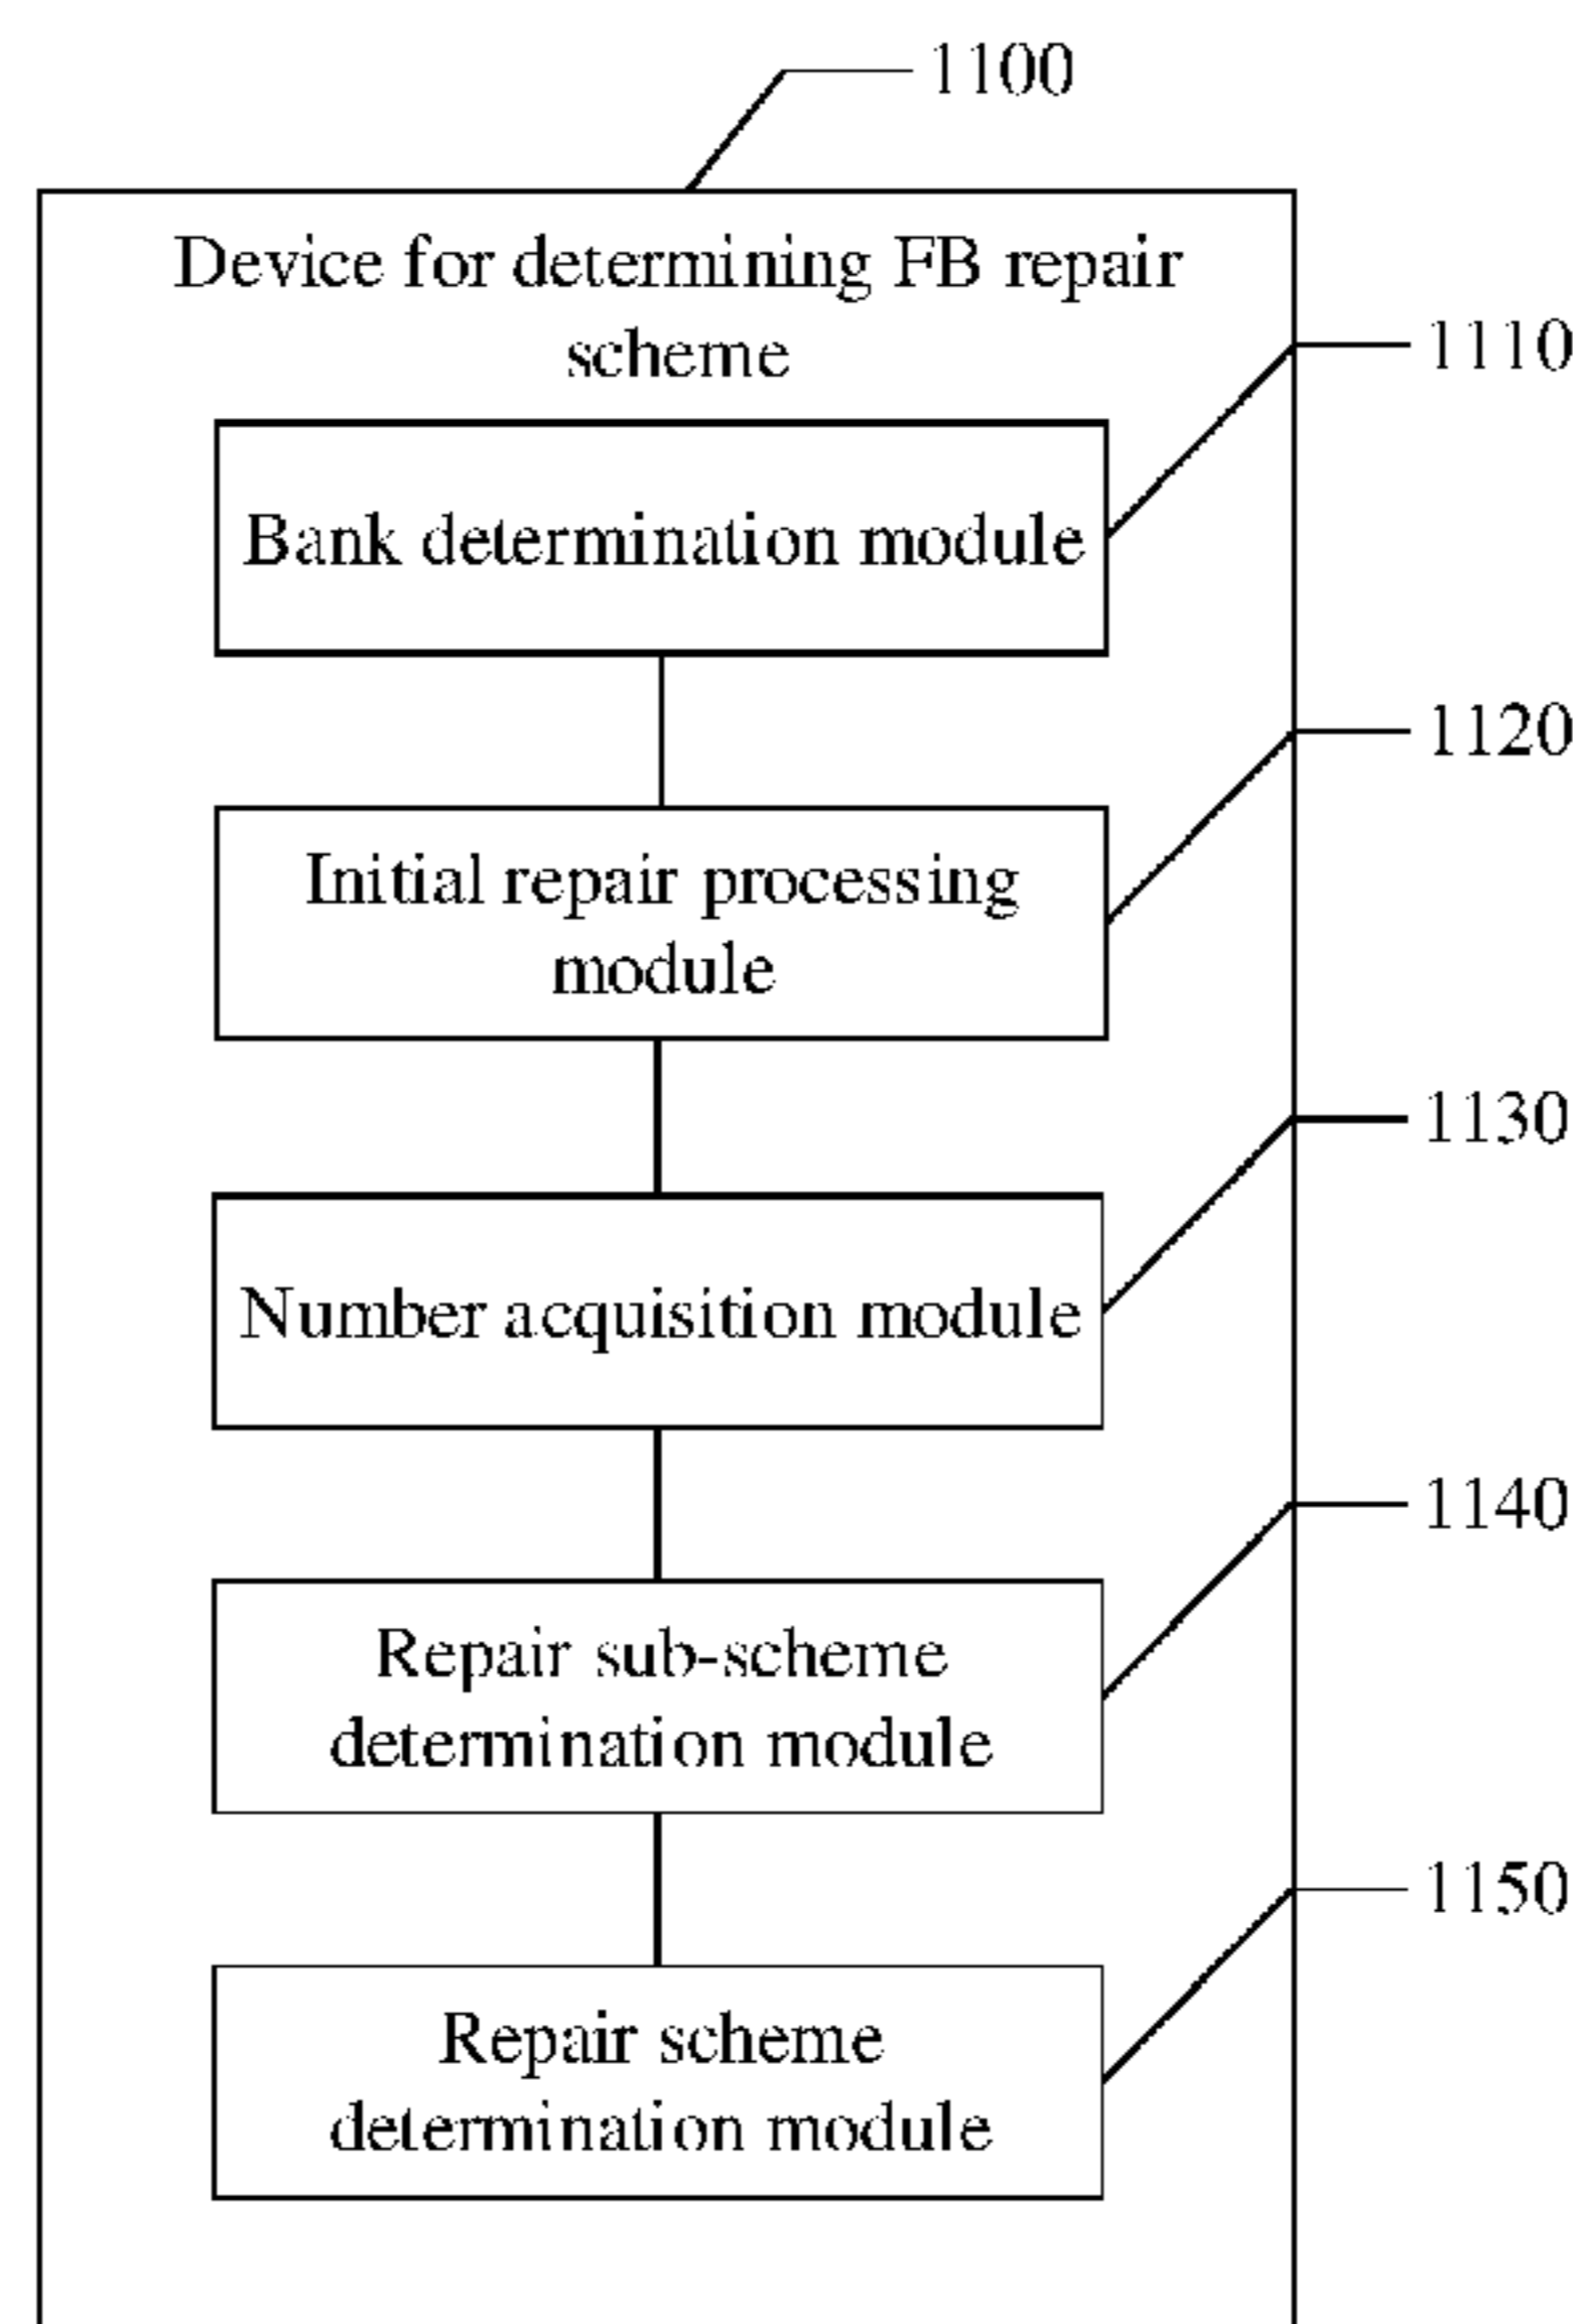 1100
Device for determining FB repair
scheme
1110
Bank determination module
1120
Initial repair processing
module
1130
Number acquisition module
1140
Repair sub-scheme
determination module
1150
Repair scheme
determination module